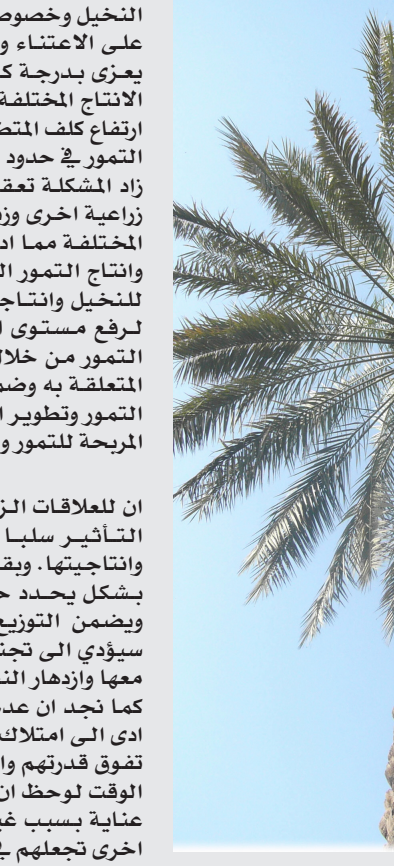 النخيل وخصوص
على الاعتناء و
يعزى بدرجة ك
الانتاج المختلفة
ارتفاع كلف المتض
التمور في حدود
زاد المشكلة تعق
زراعية اخرى وز
المختلفة مما اد
وانتاج التمور ال
للنخيل وانتاج
لرفع مستوى ا
التمور من خلال
المتعلقة به وضم
التمور وتطوير ا
المربحة للتمور و
ان للعلاقات الز
التأثير سلبا
وانتاجيتها. وبق
بشكل يحدد ح
ويضمن التوزيع
سيؤدي الى تجن
معها وازدهار الن
كما نجد ان عد
ادى الى امتلاك
تفوق قدرتهم وا
الوقت لوحظ ان
عناية بسبب غي
اخرى تجعلهم في